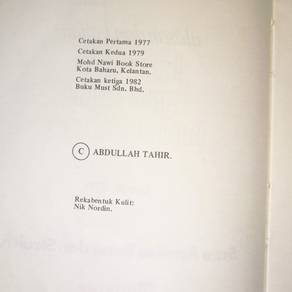 Cetakan Pertama 1977
Cetakan Kedua 1979
Mohd Nawi Book Store
Kota Baharu, Kelantan.
Cetakan ketiga 1982
Buku Must Sdn. Bhd.
C ABDULLAH TAHIR.
Rekabentuk Kulit:
Nik Nordin.